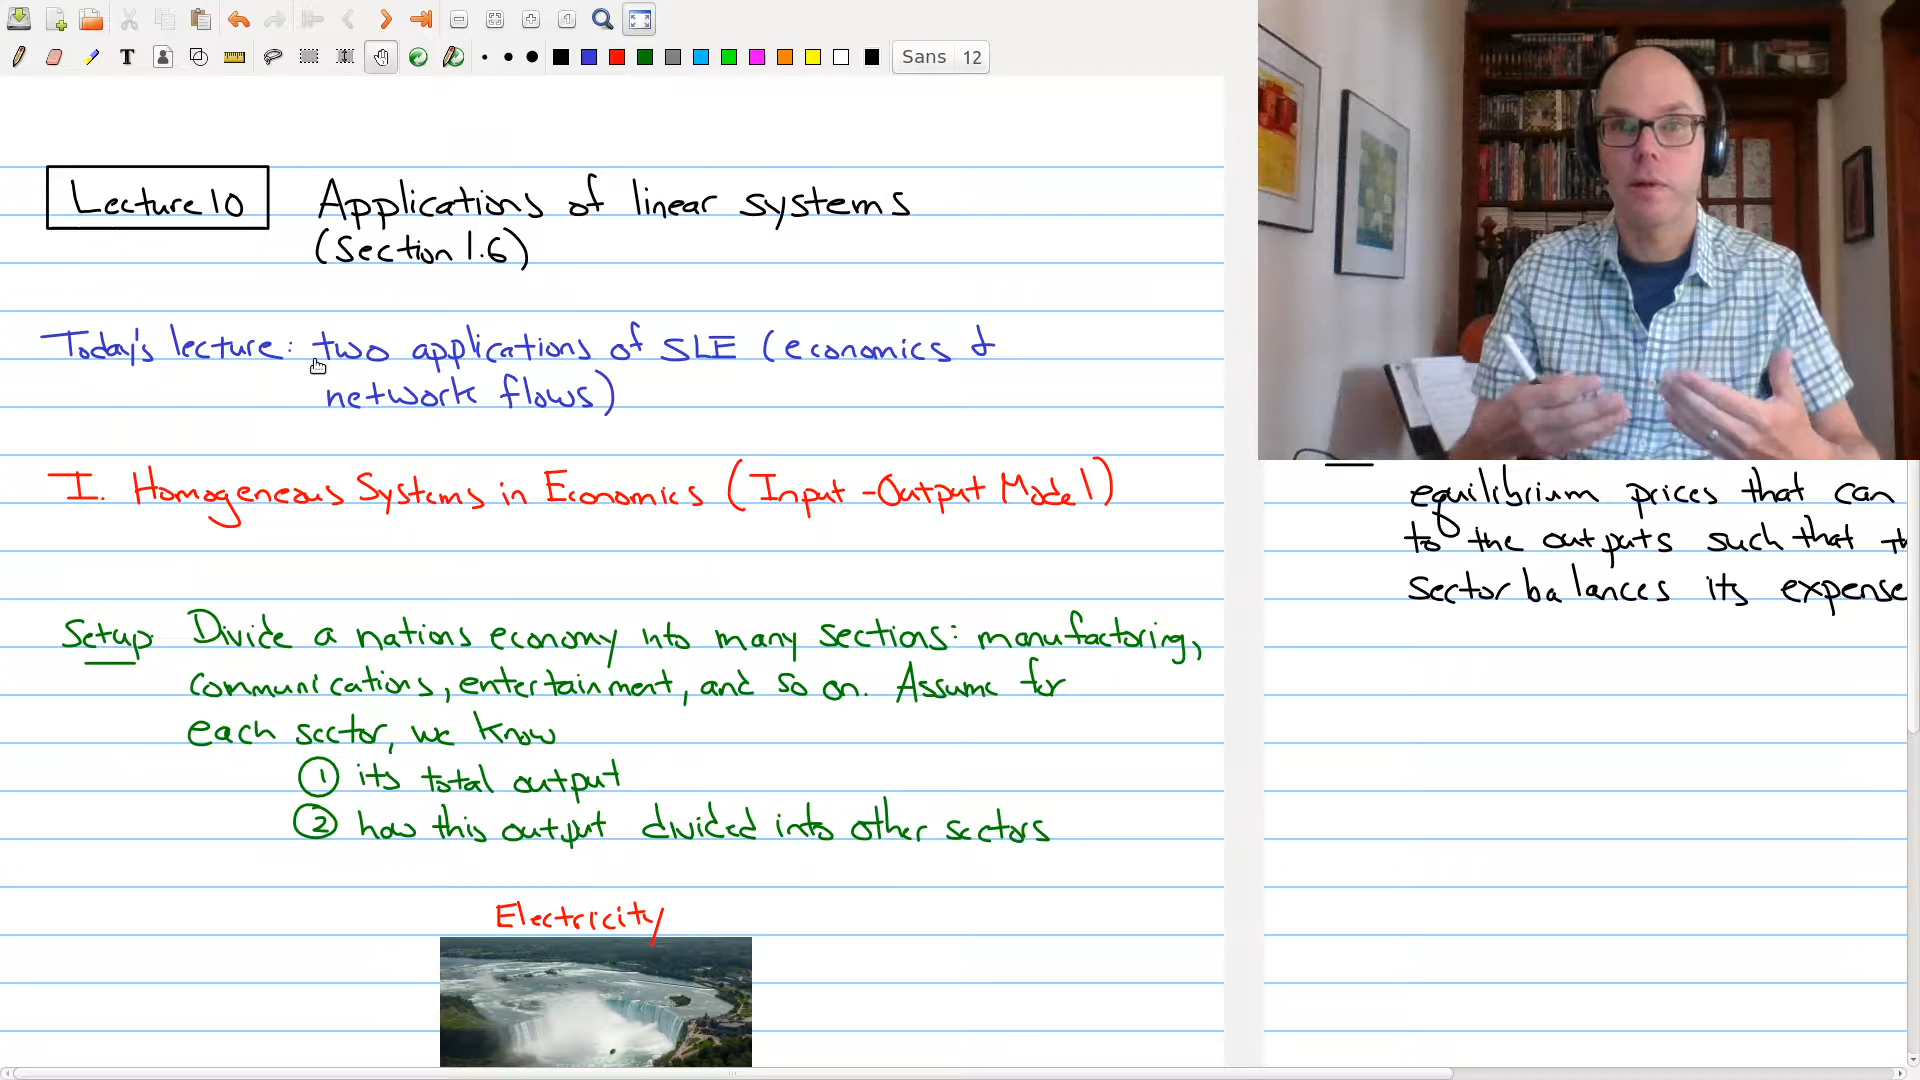 Sans 12
Lecture 10 Applications of linear systems
(Section 1.6)
Today's lecture: two applications of SLE (economics &
network flows)
I. Homogeneous Systems in Economics (Input-Output Model)
Setup Divide a nations economy into many sections: manufactoring,
communications, entertainment, and so on. Assume for
each sector, we know
① its total output
② how this output divided into other sectors
Electricity
equilibrium prices that can
to the outputs such that
sector balances its expense